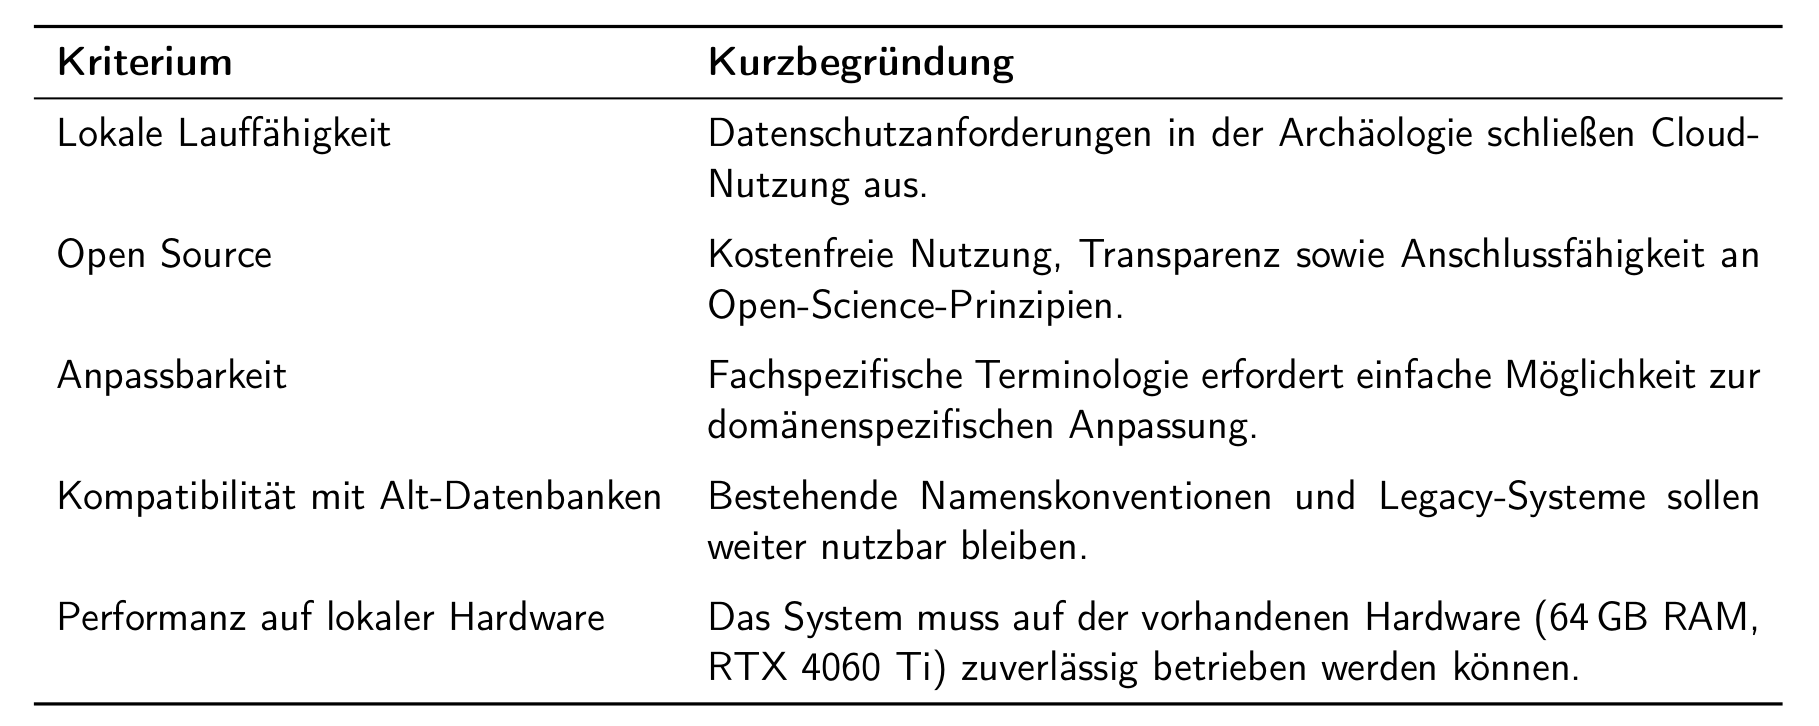 Kriterium Kurzbegründung
Lokale Lauffähigkeit Datenschutzanforderungen in der Archäologie schließen Cloud-
Nutzung aus.
Open Source Kostenfreie Nutzung, Transparenz sowie Anschlussfähigkeit an
Open-Science-Prinzipien.
Anpassbarkeit Fachspezifische Terminologie erfordert einfache Möglichkeit zur
domänenspezifischen Anpassung.
Kompatibilität mit Alt-Datenbanken Bestehende Namenskonventionen und Legacy-Systeme sollen
weiter nutzbar bleiben.
Performanz auf lokaler Hardware Das System muss auf der vorhandenen Hardware (64 GB RAM,
RTX 4060 Ti) zuverlässig betrieben werden können.